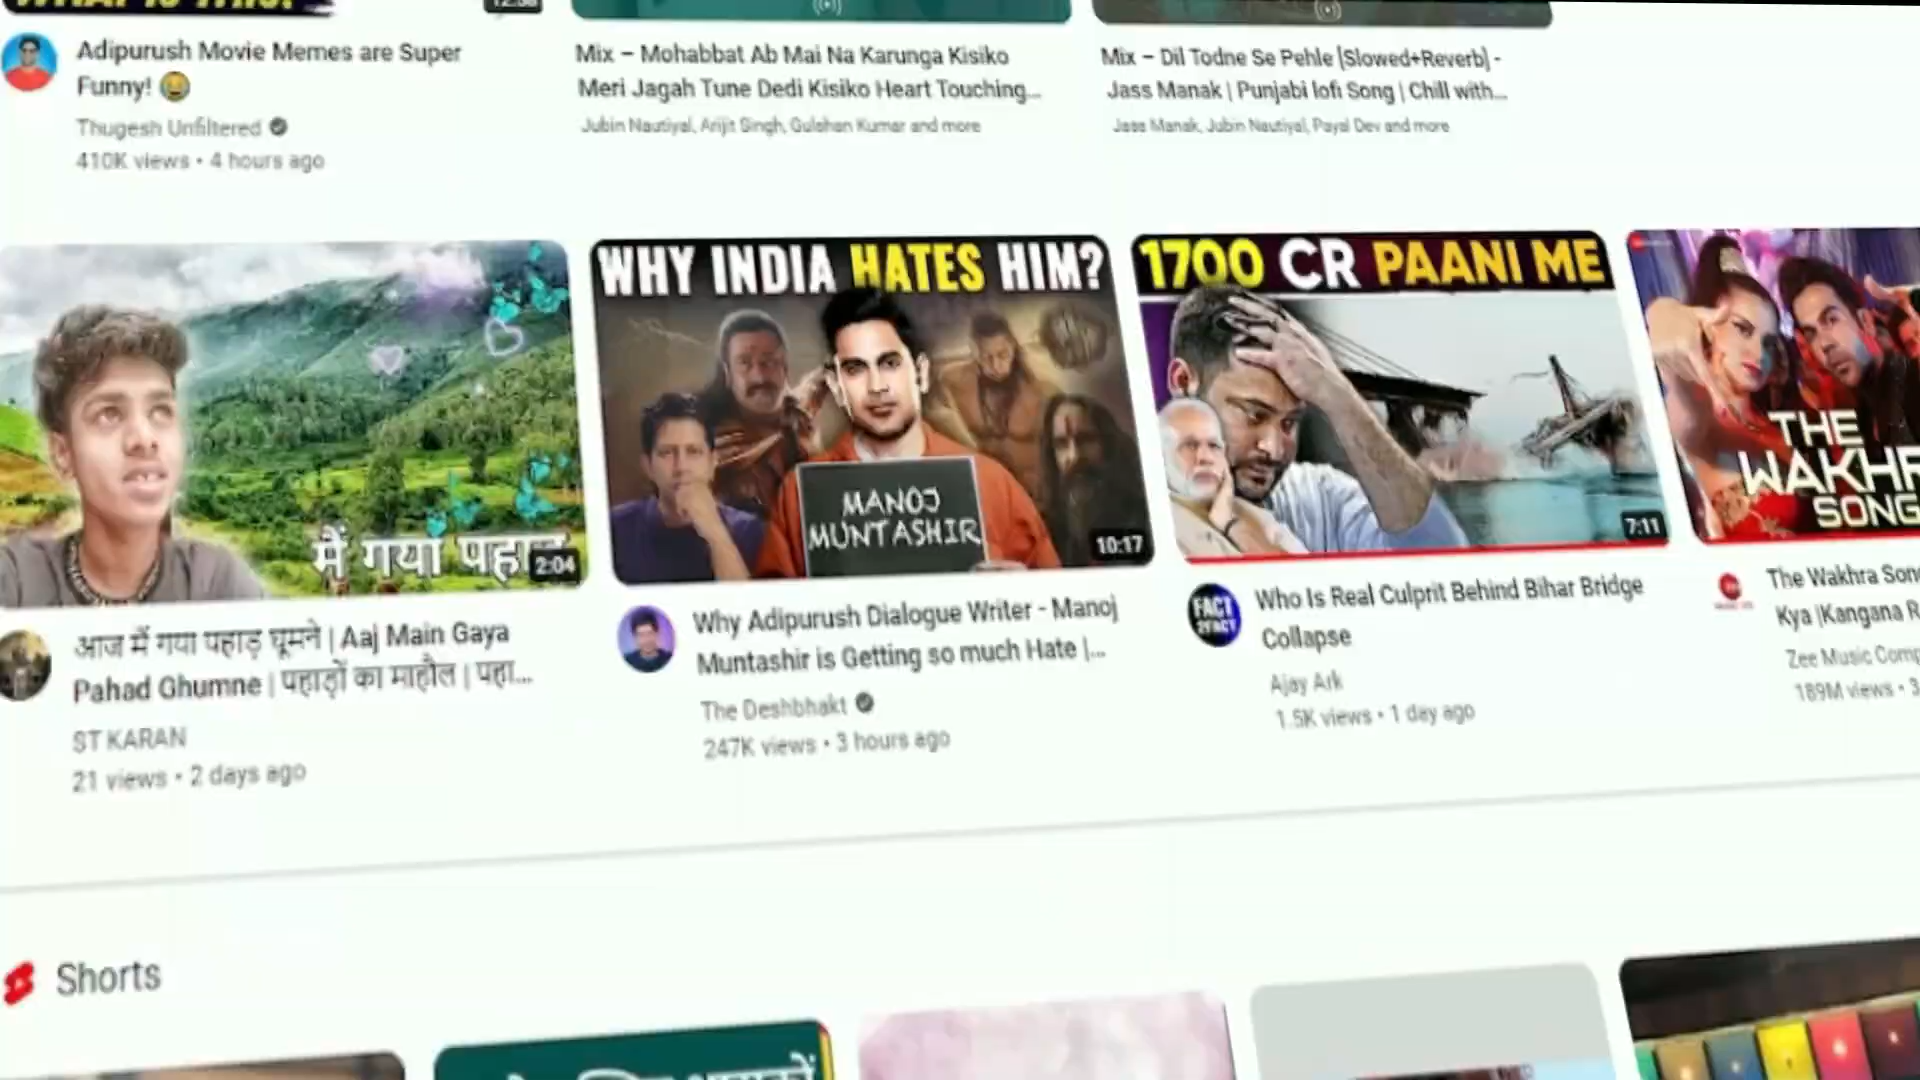 12:38
Adipurush Movie Memes are Super
Funny! 😂
Thugesh Unfiltered
410K views • 4 hours ago
Mix – Mohabbat Ab Mai Na Karunga Kisiko
Meri Jagah Tune Dedi Kisiko Heart Touching...
Jubin Nautiyal, Arijit Singh, Gulshan Kumar and more
Mix – Dil Todne Se Pehle [Slowed+Reverb] -
Jass Manak | Punjabi lofi Song | Chill with...
Jass Manak, Jubin Nautiyal, Payal Dev and more
में गया पहाड़
2:04
आज में गया पहाड़ घूमने | Aaj Main Gaya
Pahad Ghumne | पहाड़ों का माहौल | पहा...
ST KARAN
21 views • 2 days ago
WHY INDIA HATES HIM?
MANOJ
MUNTASHIR
10:17
Why Adipurush Dialogue Writer - Manoj
Muntashir is Getting so much Hate |...
The Deshbhakt
247K views • 3 hours ago
1700 CR PAANI ME
7:11
FACT
Who Is Real Culprit Behind Bihar Bridge
Collapse
Ajay Ark
1.5K views • 1 day ago
THE
WAKHR
SONG
The Wakhra Song
Kya |Kangana R
Zee Music Comp
189M views • 3
Shorts